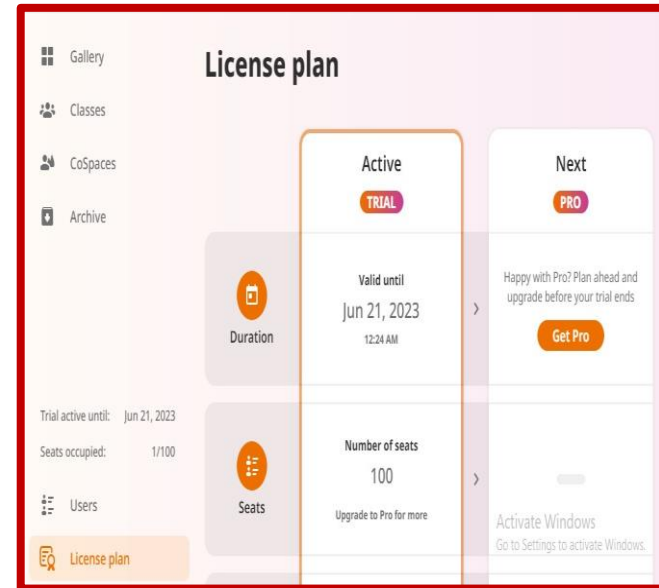 Gallery
Classes
CoSpaces
Archive
Trial active until: Jun 21, 2023
Seats occupied: 1/100
Users
License plan
License plan
Active
TRIAL
Next
PRO
Duration
Valid until
Jun 21, 2023
12:24 AM
Happy with Pro? Plan ahead and
upgrade before your trial ends
Get Pro
Seats
Number of seats
100
Upgrade to Pro for more
Activate Windows
Go to Settings to activate Windows.